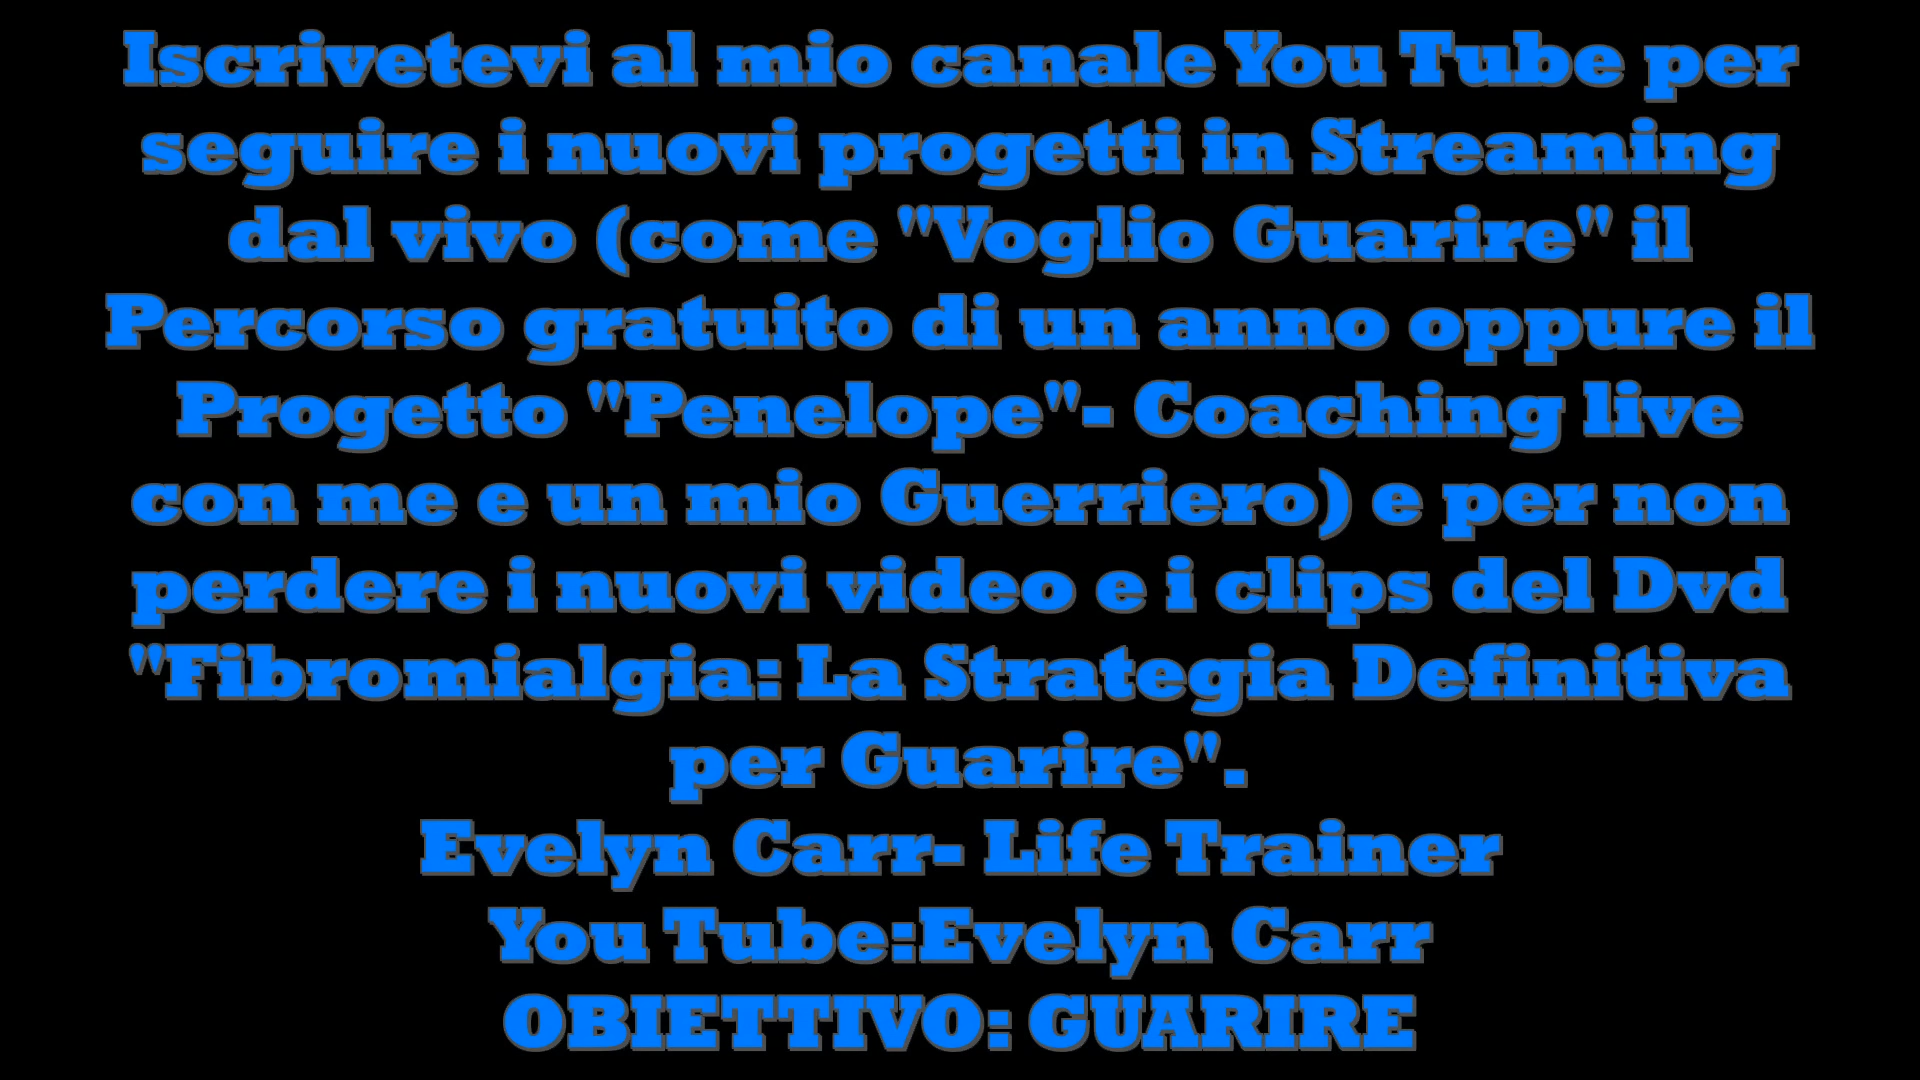 Iscrivetevi al mio canale You Tube per
seguire i nuovi progetti in Streaming
dal vivo (come "Voglio Guarire" il
Percorso gratuito di un anno oppure il
Progetto "Penelope"- Coaching live
con me e un mio Guerriero) e per non
perdere i nuovi video e i clips del Dvd
"Fibromialgia: La Strategia Definitiva
per Guarire".
Evelyn Carr- Life Trainer
You Tube:Evelyn Carr
OBIETTIVO: GUARIRE